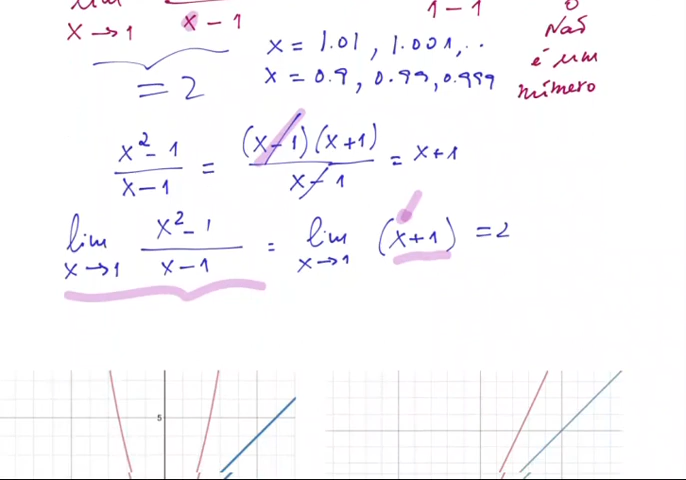 x→1 x - 1 1 - 1 Não
x = 1.01, 1.001, .. é um
= 2 x = 0.9, 0.99, 0.999 número
x² - 1 / x - 1 = (x - 1)(x + 1) / x - 1 = x + 1
lim x→1 x² - 1 / x - 1 = lim x→1 (x + 1) = 2
5